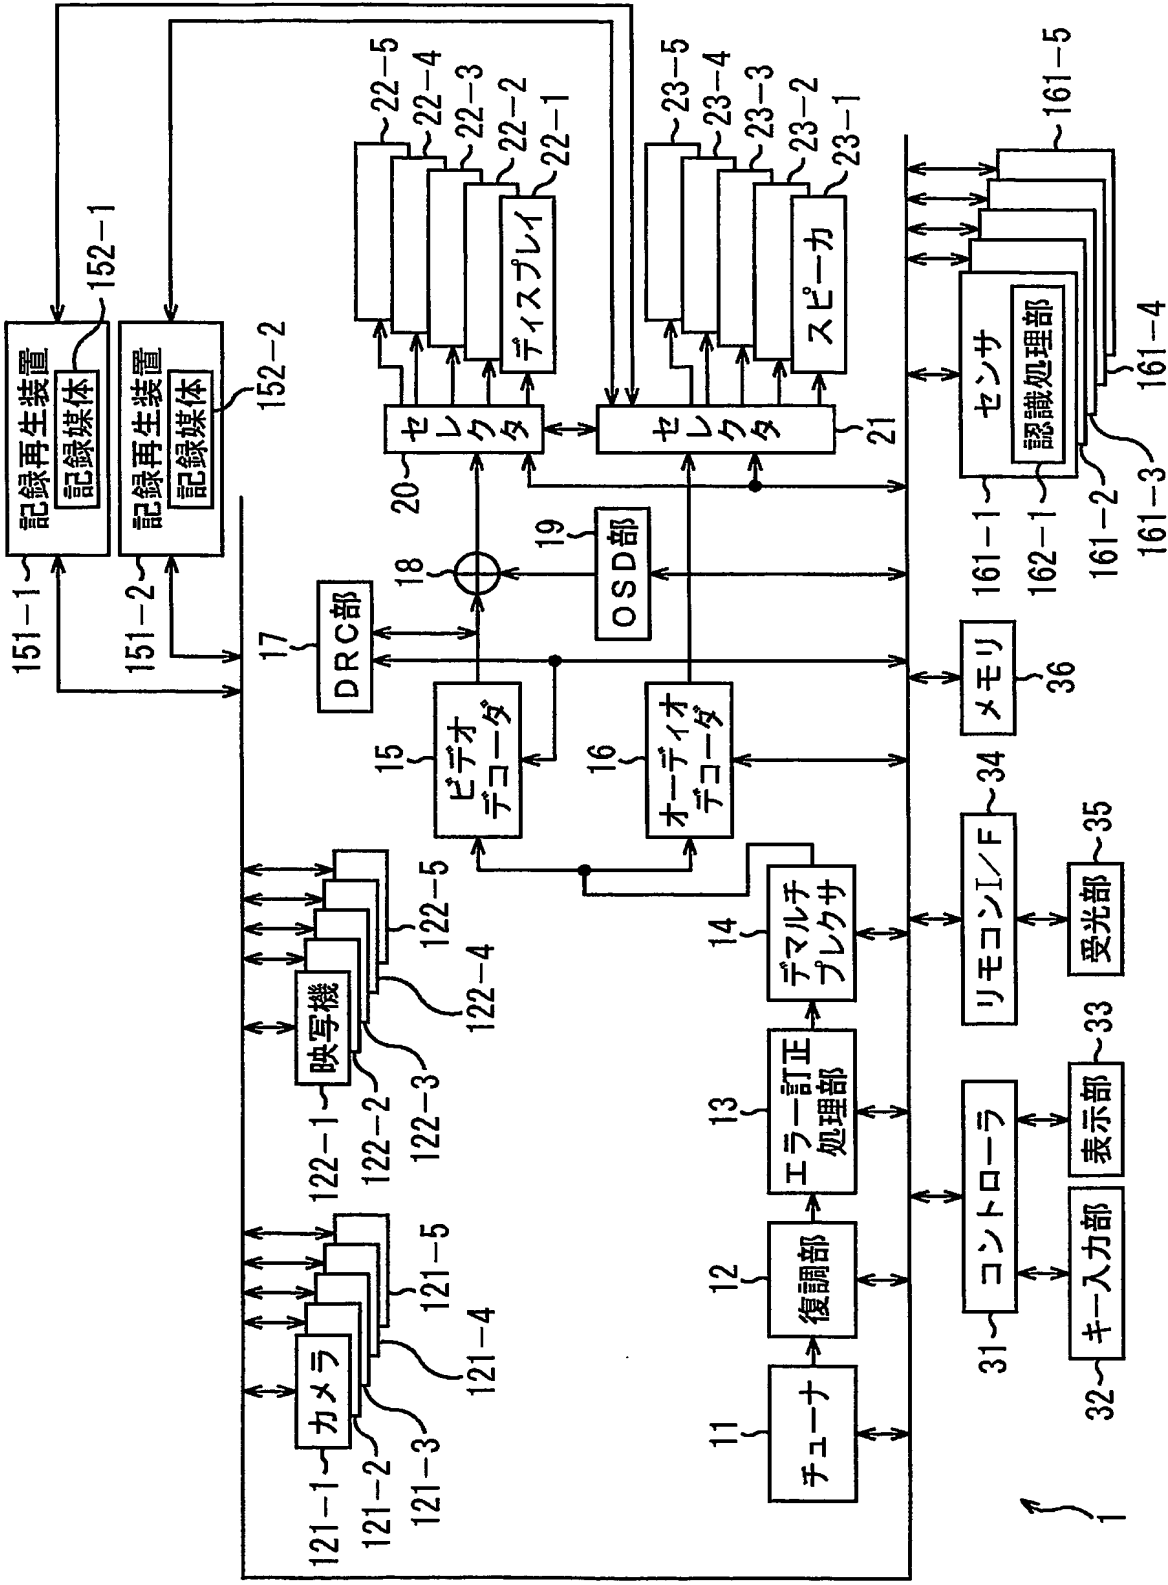 151-1
記録再生装置
記録媒体
152-1
151-2
記録再生装置
記録媒体
152-2
121-1
カメラ
121-2
121-3
121-4
121-5
122-1
映写機
122-2
122-3
122-4
122-5
17
DRC部
15
ビデオ
デコーダ
18
20
セレクタ
22-5
22-4
22-3
22-2
22-1
ディスプレイ
19
OSD部
16
オーディオ
デコーダ
セレクタ
21
23-5
23-4
23-3
23-2
23-1
スピーカ
11
チューナ
12
復調部
13
エラー訂正
処理部
14
デマルチ
プレクサ
31
コントローラ
32
キー入力部
33
表示部
34
リモコンI/F
35
受光部
36
メモリ
161-1
センサ
162-1
認識処理部
161-2
161-3
161-4
161-5
1